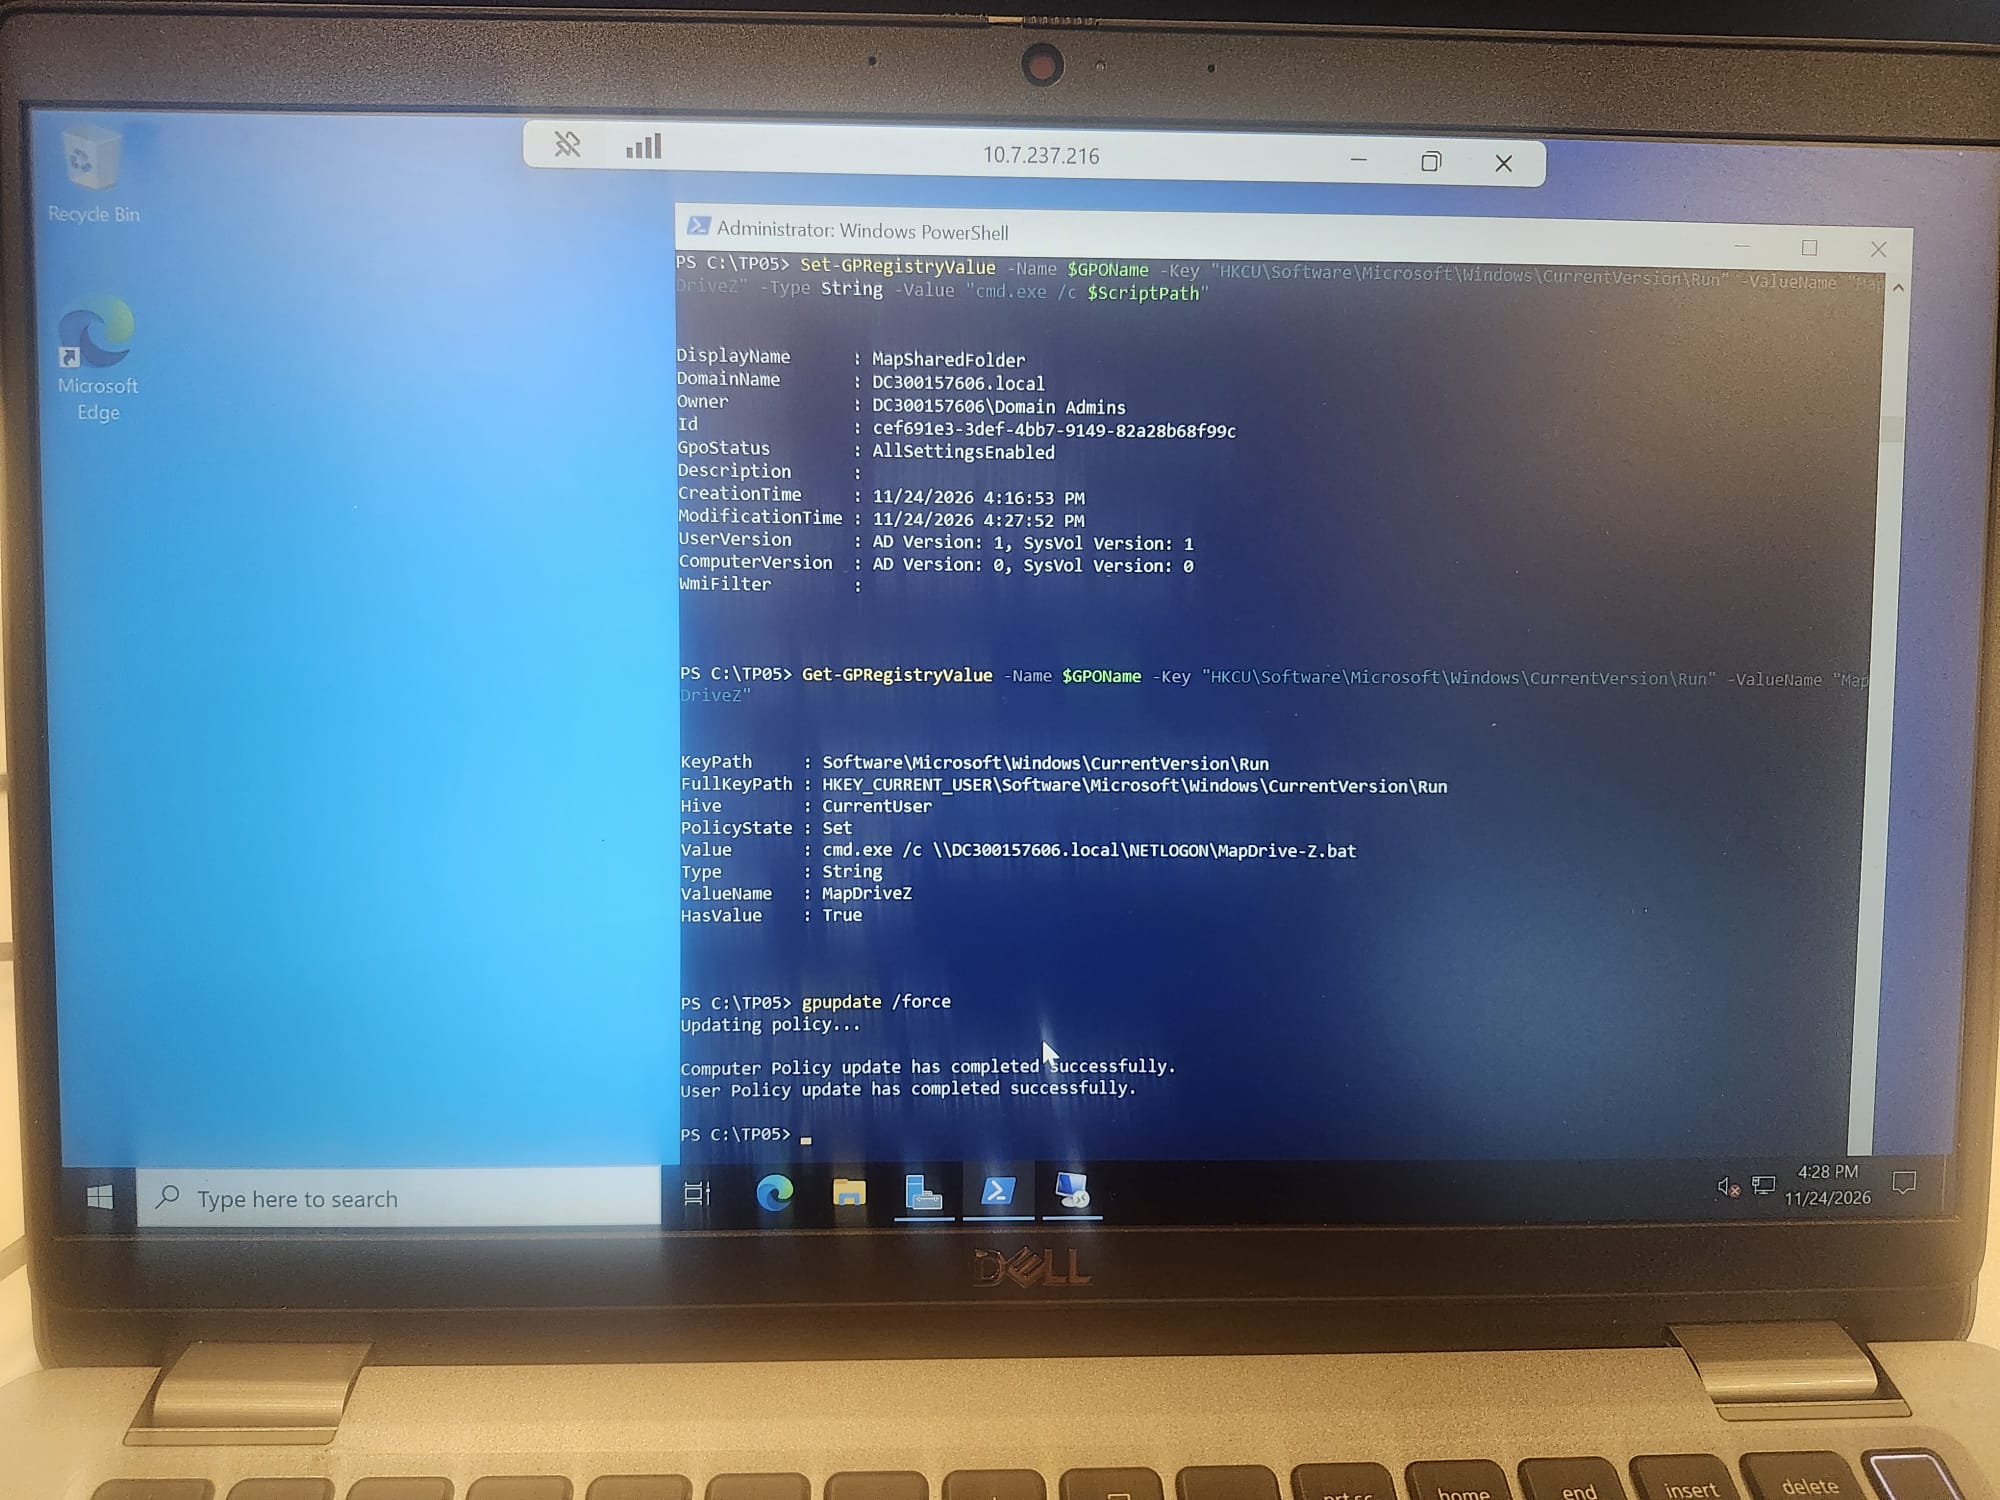 10.7.237.216
Recycle Bin
Microsoft
Edge
Administrator: Windows PowerShell
PS C:\TP05> Set-GPRegistryValue -Name $GPOName -Key "HKCU\Software\Microsoft\Windows\CurrentVersion\Run" -ValueName "Map
DriveZ" -Type String -Value "cmd.exe /c $ScriptPath"
DisplayName : MapSharedFolder
DomainName : DC300157606.local
Owner : DC300157606\Domain Admins
Id : cef691e3-3def-4bb7-9149-82a28b68f99c
GpoStatus : AllSettingsEnabled
Description :
CreationTime : 11/24/2026 4:16:53 PM
ModificationTime : 11/24/2026 4:27:52 PM
UserVersion : AD Version: 1, SysVol Version: 1
ComputerVersion : AD Version: 0, SysVol Version: 0
WmiFilter :
PS C:\TP05> Get-GPRegistryValue -Name $GPOName -Key "HKCU\Software\Microsoft\Windows\CurrentVersion\Run" -ValueName "Map
DriveZ"
KeyPath : Software\Microsoft\Windows\CurrentVersion\Run
FullKeyPath : HKEY_CURRENT_USER\Software\Microsoft\Windows\CurrentVersion\Run
Hive : CurrentUser
PolicyState : Set
Value : cmd.exe /c \\DC300157606.local\NETLOGON\MapDrive-Z.bat
Type : String
ValueName : MapDriveZ
HasValue : True
PS C:\TP05> gpupdate /force
Updating policy...
Computer Policy update has completed successfully.
User Policy update has completed successfully.
PS C:\TP05>
Type here to search
4:28 PM
11/24/2026
DELL
home
end
insert
delete